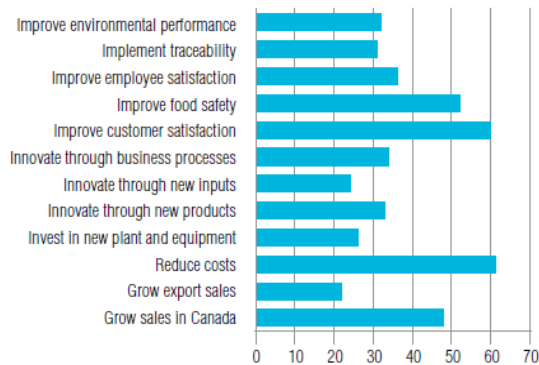 Improve environmental performance
Implement traceability
Improve employee satisfaction
Improve food safety
Improve customer satisfaction
Innovate through business processes
Innovate through new inputs
Innovate through new products
Invest in new plant and equipment
Reduce costs
Grow export sales
Grow sales in Canada
0 10 20 30 40 50 60 70